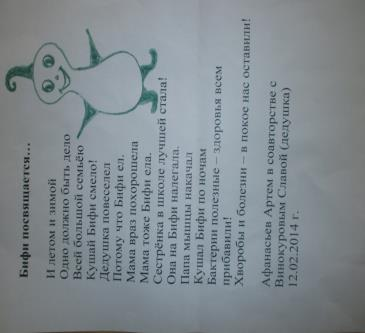 Бифи посвящается...
И летом и зимой
Одно должно быть дело
Всей большой семьёю
Кушай Бифи смело!
Дедушка повеселел
Потому что Бифи ел.
Мама враз похорошела
Мама тоже Бифи ела.
Сестрёнка в школе лучшей стала!
Она на Бифи налегала.
Папа мышцы накачал
Кушал Бифи по ночам
Бактерии полезные – здоровья всем
прибавили!
Хворобы и болезни – в покое нас оставили!
Афанасьев Артем в соавторстве с
Винокуровым Славой (дедушка)
12.02.2014 г.